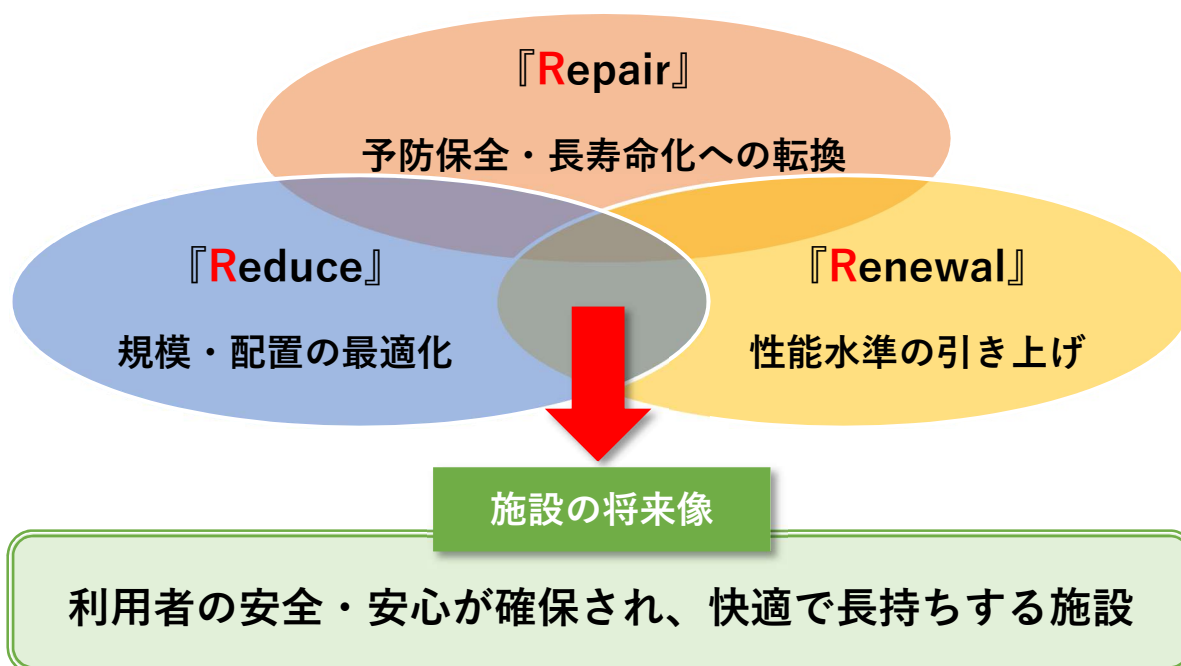 『Repair』
予防保全・長寿命化への転換
『Reduce』
規模・配置の最適化
『Renewal』
性能水準の引き上げ
施設の将来像
利用者の安全・安心が確保され、快適で長持ちする施設